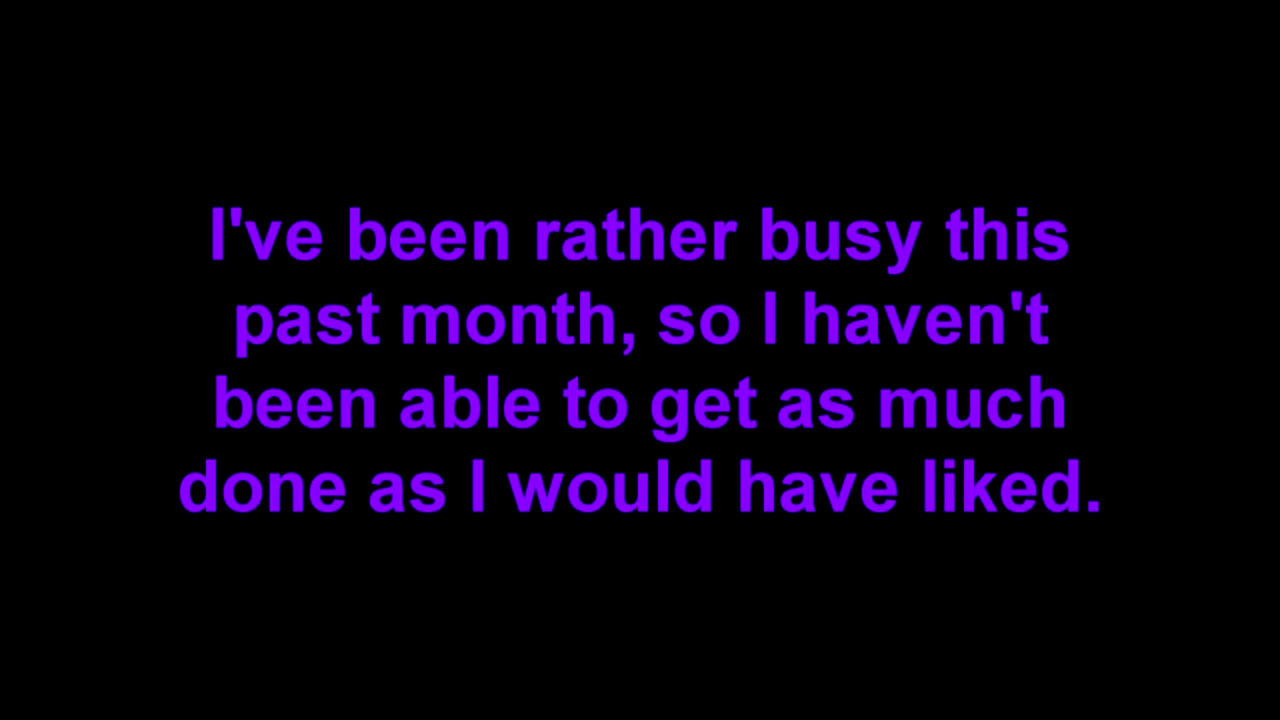 I've been rather busy this
past month, so I haven't
been able to get as much
done as I would have liked.